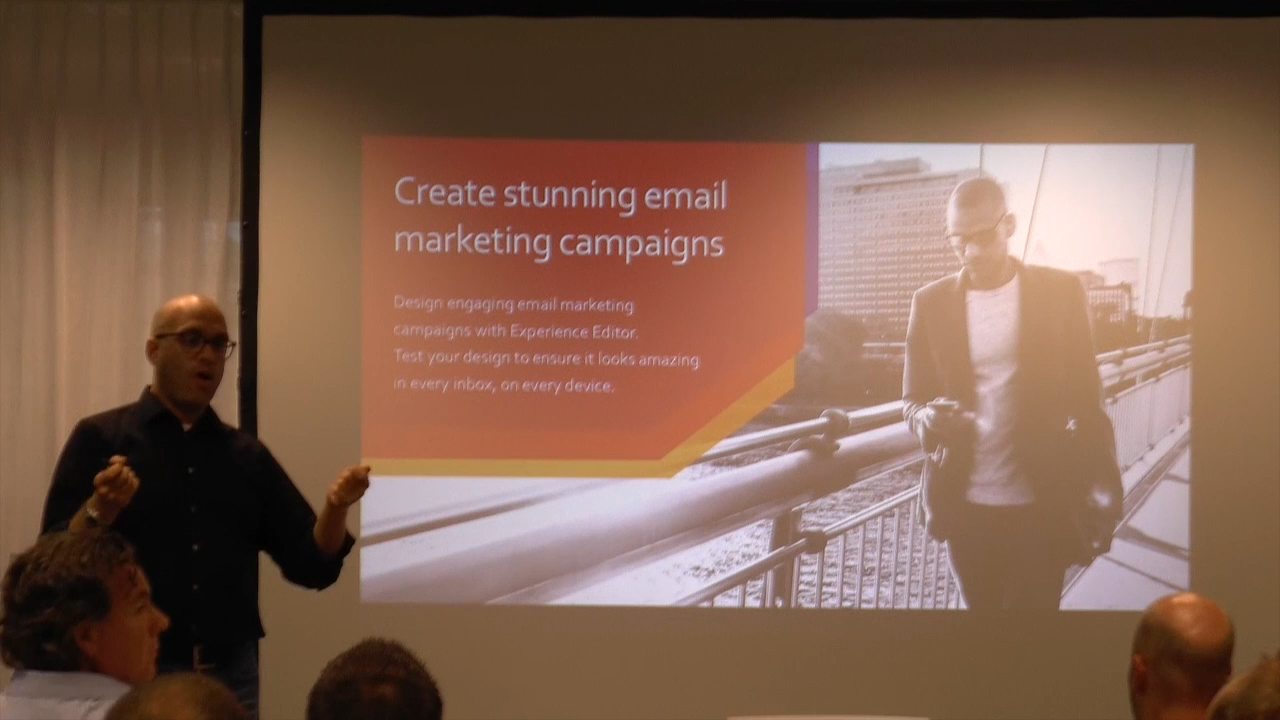 Create stunning email
marketing campaigns
Design engaging email marketing
campaigns with Experience Editor.
Test your design to ensure it looks amazing
in every inbox, on every device.